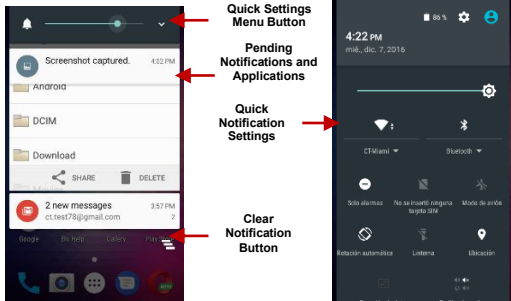 Quick Settings
Menu Button
Pending
Notifications and
Applications
Quick
Notification
Settings
Clear
Notification
Button
Screenshot captured. 4:02 PM
Android
DCIM
Download
SHARE DELETE
2 new messages 3:57 PM
ct.test78@gmail.com 2
Google Blu Help Gallery Play
86 %
4:22 PM
mié., dic. 7, 2016
CT-Miami Bluetooth
Solo alarmas No se insertó ninguna Modo de avión
tarjeta SIM
Rotación automática Linterna Ubicación